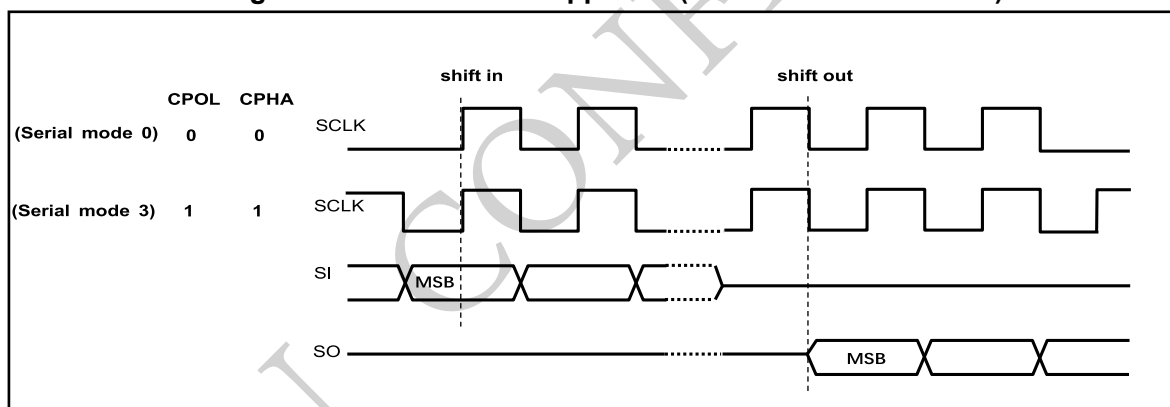 shift in shift out
CPOL CPHA
(Serial mode 0) 0 0 SCLK
(Serial mode 3) 1 1 SCLK
SI MSB
SO MSB